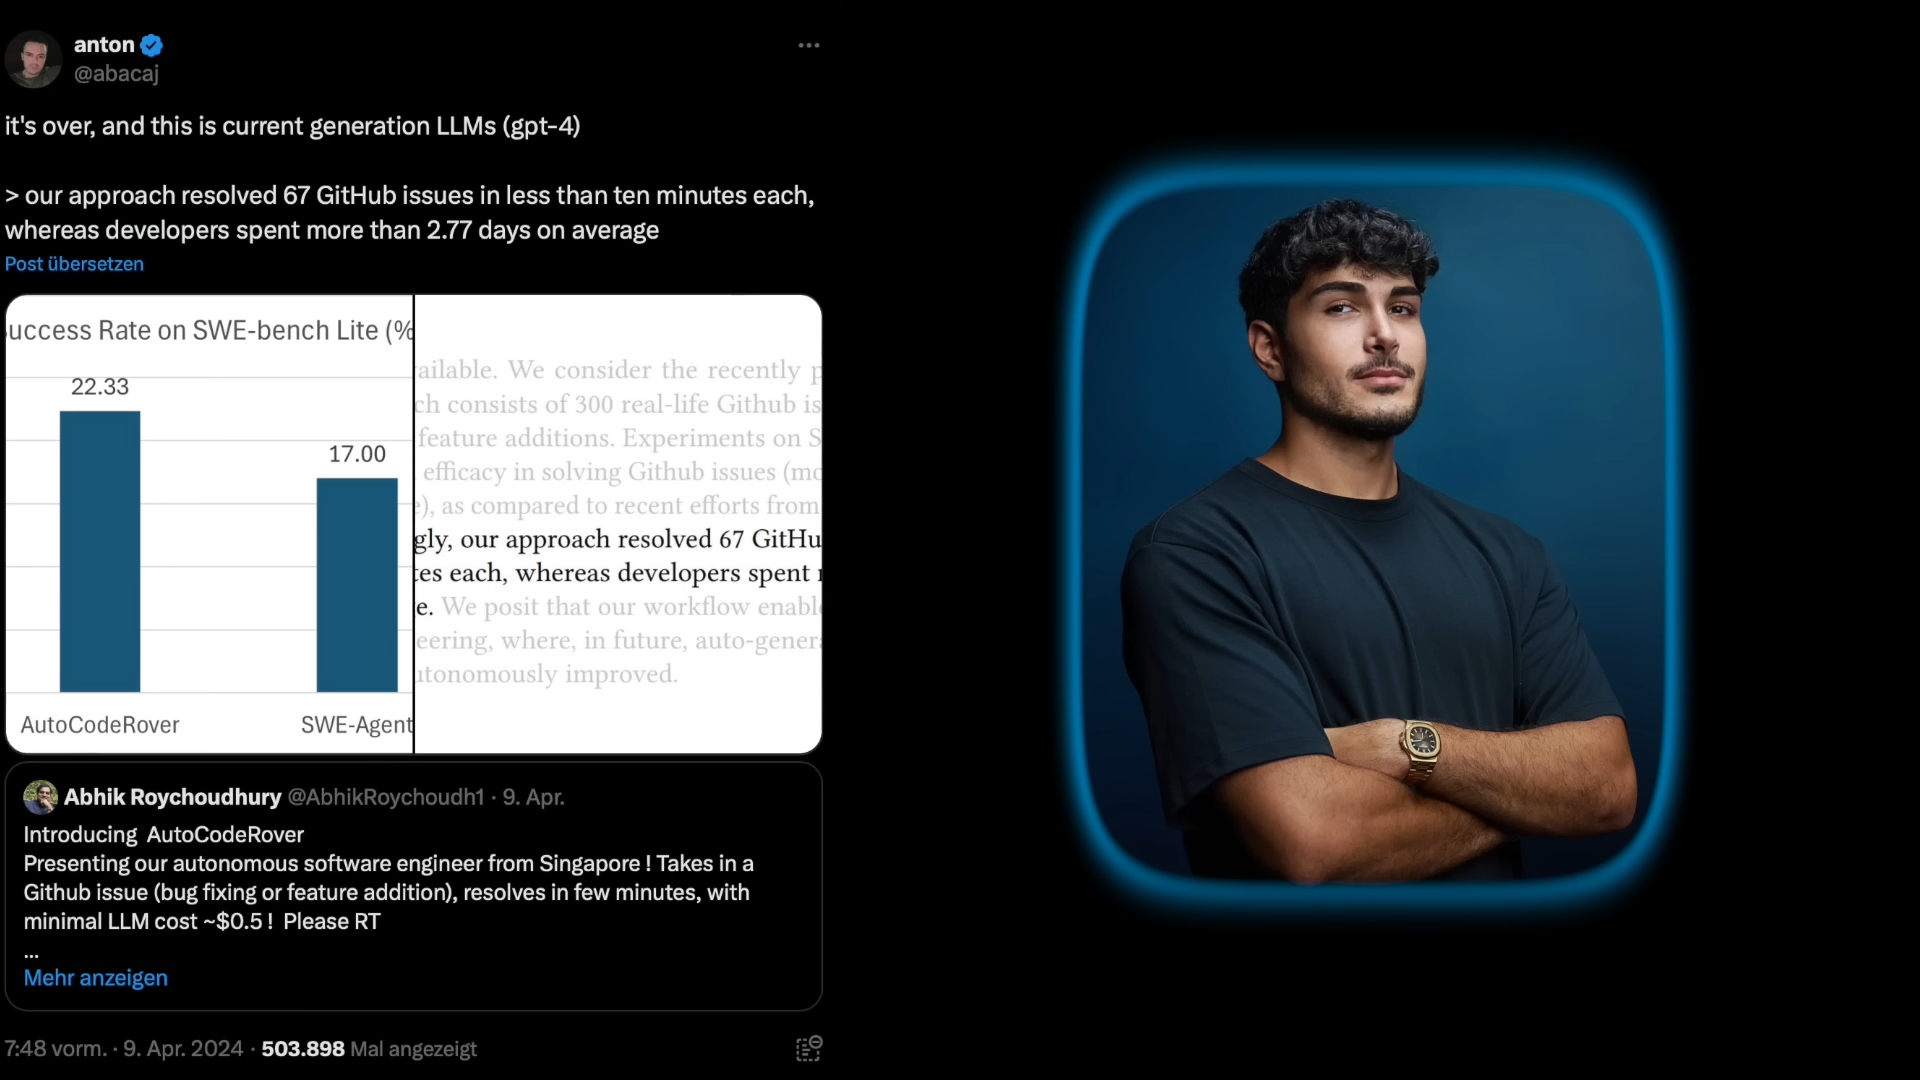 anton
@abacaj
it's over, and this is current generation LLMs (gpt-4)
> our approach resolved 67 GitHub issues in less than ten minutes each,
whereas developers spent more than 2.77 days on average
Post übersetzen
uccess Rate on SWE-bench Lite (%
22.33
17.00
AutoCodeRover
SWE-Agent
ailable. We consider the recently p
ch consists of 300 real-life Github is
feature additions. Experiments on S
efficacy in solving Github issues (mo
e), as compared to recent efforts from
gly, our approach resolved 67 GitHu
tes each, whereas developers spent
e. We posit that our workflow enabl
eering, where, in future, auto-gener
utonomously improved.
Abhik Roychoudhury @AbhikRoychoudh1 · 9. Apr.
Introducing AutoCodeRover
Presenting our autonomous software engineer from Singapore ! Takes in a
Github issue (bug fixing or feature addition), resolves in few minutes, with
minimal LLM cost ~$0.5 ! Please RT
...
Mehr anzeigen
7:48 vorm. · 9. Apr. 2024 · 503.898 Mal angezeigt